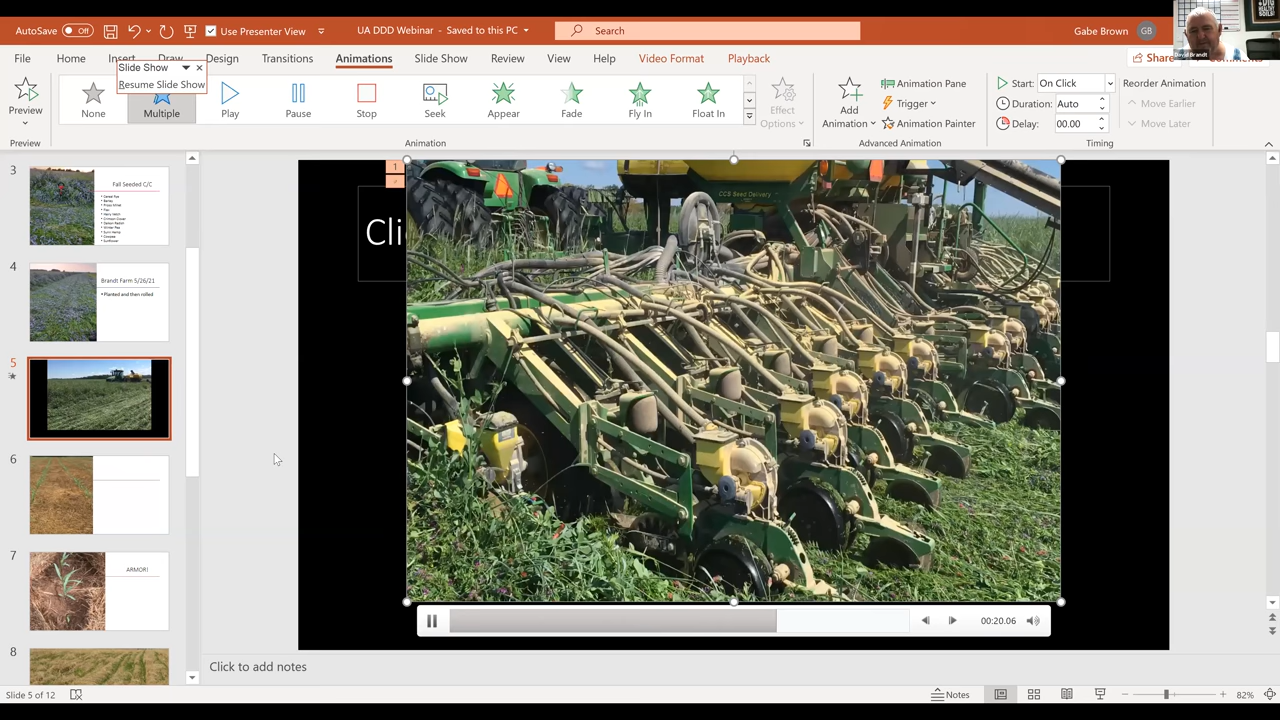 AutoSave Off Use Presenter View UA DDD Webinar - Saved to this PC Search Gabe Brown GB
David Brandt
File Home Insert Draw Design Transitions Animations Slide Show Review View Help Video Format Playback Share Comments
Slide Show
Resume Slide Show
Preview None Multiple Play Pause Stop Seek Appear Fade Fly In Float In Effect Options Add Animation
Animation Pane
Trigger
Animation Painter
Start: On Click
Duration: Auto
Delay: 00.00
Reorder Animation
Move Earlier
Move Later
Preview Animation Advanced Animation Timing
3
Fall Seeded C/C
4
Brandt Farm 5/26/21
• Planted and then rolled
5
6
7
ARMOR!
8
1
Cli
CCS Seed Delivery
00:20.06
Click to add notes
Slide 5 of 12 Notes 82%